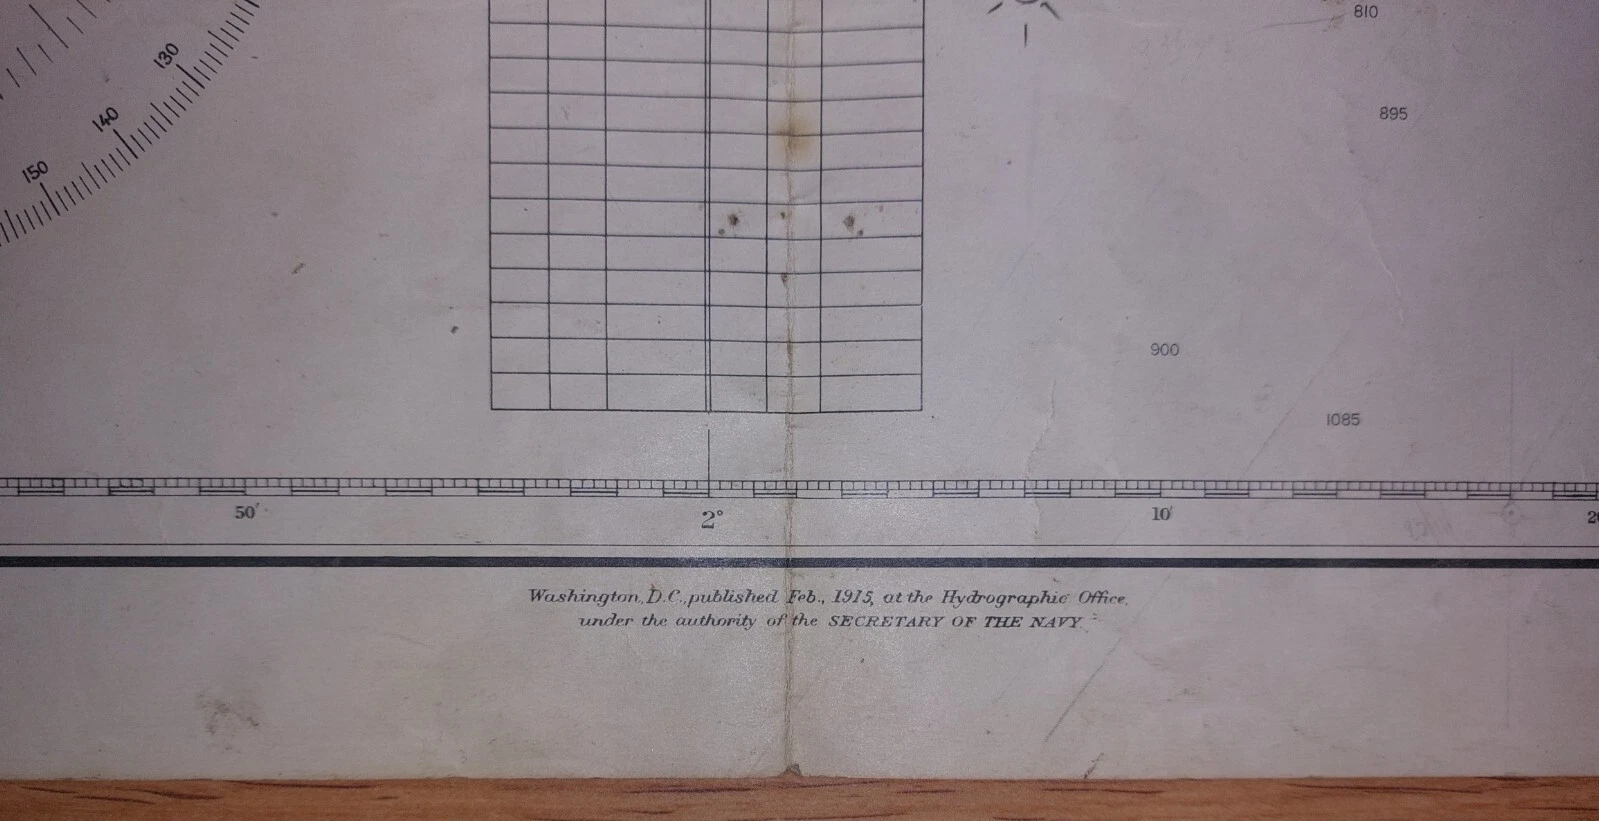 810
130
895
140
150
900
1085
50′ 2° 10′
Washington, D.C., published Feb., 1915, at the Hydrographic Office,
under the authority of the SECRETARY OF THE NAVY.